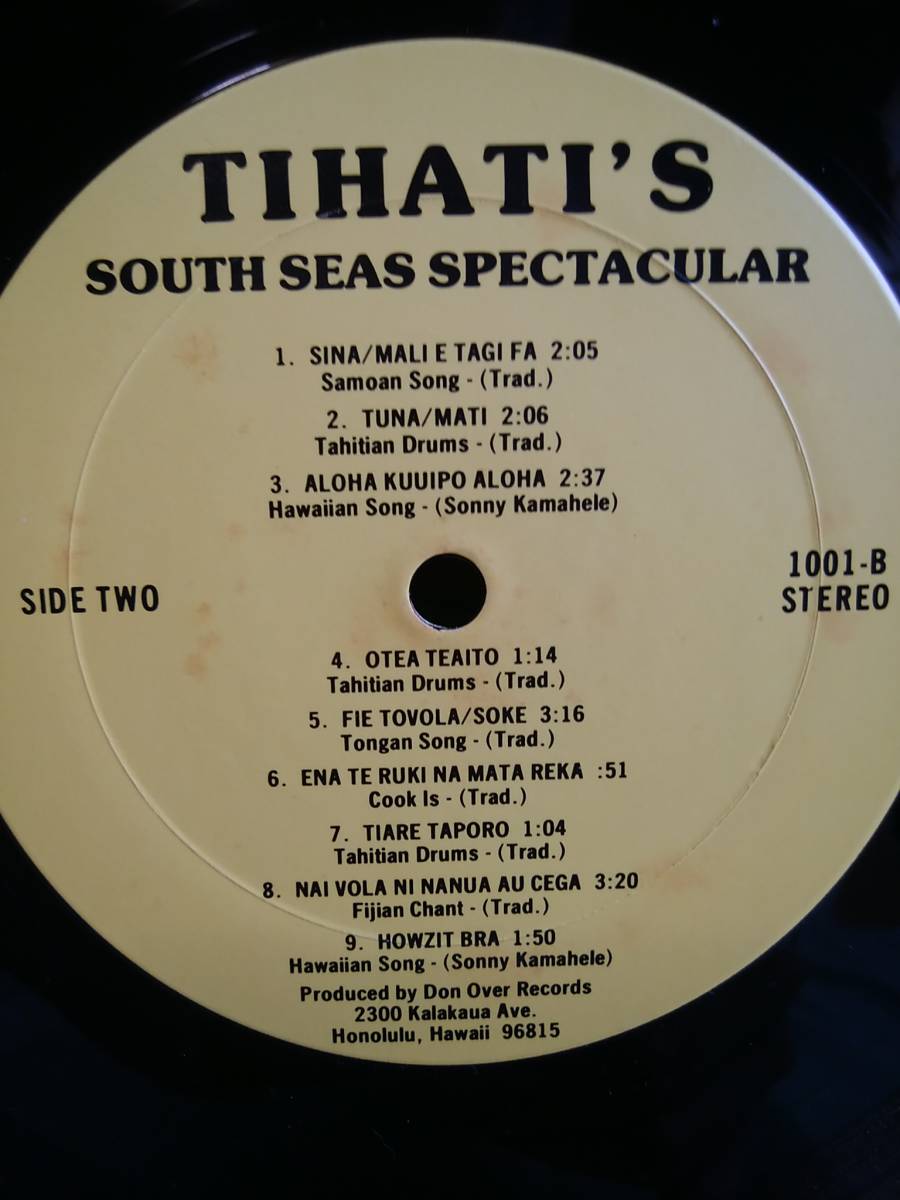 TIHATI'S
SOUTH SEAS SPECTACULAR
1. SINA/MALI E TAGI FA 2:05
Samoan Song - (Trad.)
2. TUNA/MATI 2:06
Tahitian Drums - (Trad.)
3. ALOHA KUUIPO ALOHA 2:37
Hawaiian Song - (Sonny Kamahele)
SIDE TWO
1001-B
STEREO
4. OTEA TEAITO 1:14
Tahitian Drums - (Trad.)
5. FIE TOVOLA/SOKE 3:16
Tongan Song - (Trad.)
6. ENA TE RUKI NA MATA REKA :51
Cook Is - (Trad.)
7. TIARE TAPORO 1:04
Tahitian Drums - (Trad.)
8. NAI VOLA NI NANUA AU CEGA 3:20
Fijian Chant - (Trad.)
9. HOWZIT BRA 1:50
Hawaiian Song - (Sonny Kamahele)
Produced by Don Over Records
2300 Kalakaua Ave.
Honolulu, Hawaii 96815